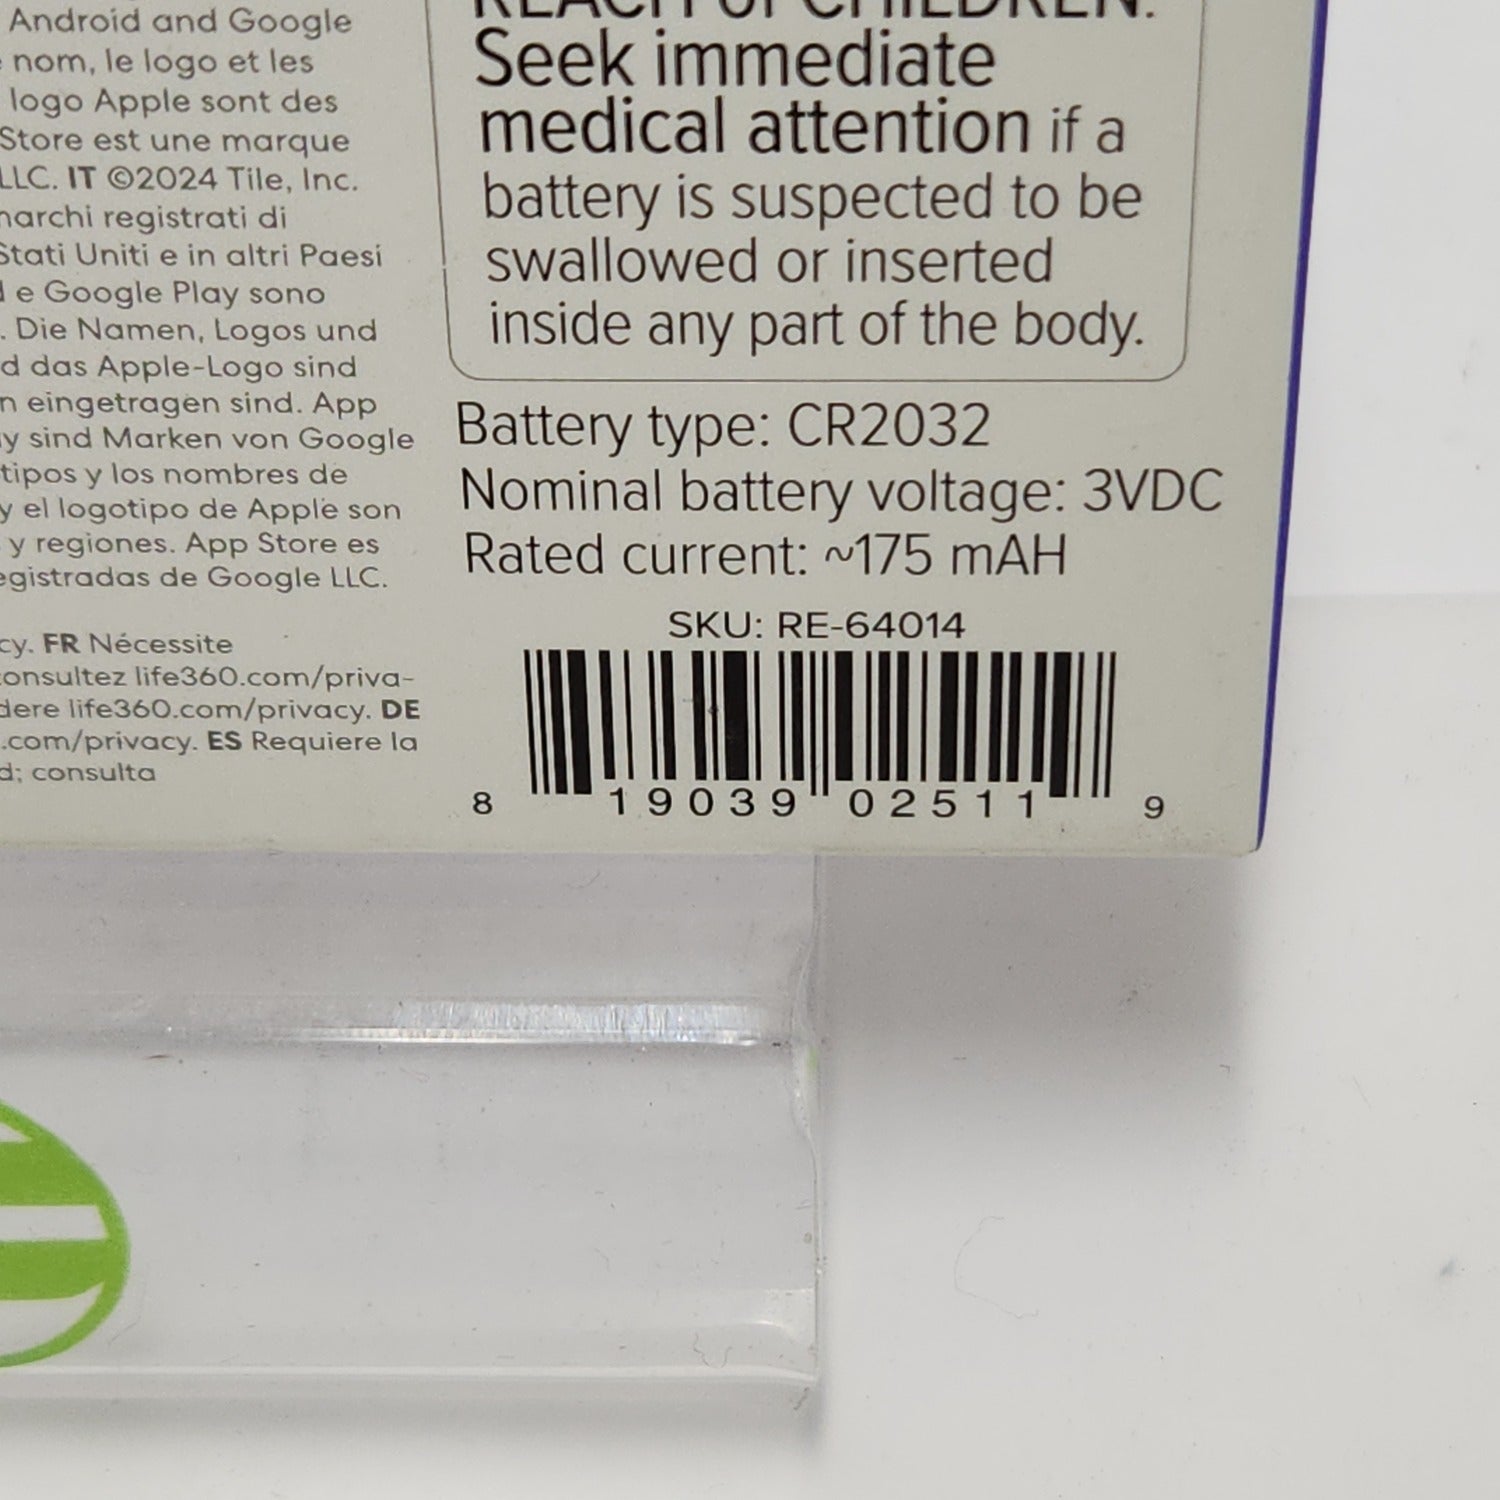 Android and Google
nom, le logo et les
logo Apple sont des
Store est une marque
LLC. IT ©2024 Tile, Inc.
marchi registrati di
Stati Uniti e in altri Paesi
e Google Play sono
. Die Namen, Logos und
d das Apple-Logo sind
n eingetragen sind. App
y sind Marken von Google
tipos y los nombres de
y el logotipo de Apple son
y regiones. App Store es
egistradas de Google LLC.
cy. FR Nécessite
consultez life360.com/priva-
dere life360.com/privacy. DE
.com/privacy. ES Requiere la
d; consulta
REACH of CHILDREN.
Seek immediate
medical attention if a
battery is suspected to be
swallowed or inserted
inside any part of the body.
Battery type: CR2032
Nominal battery voltage: 3VDC
Rated current: ~175 mAH
SKU: RE-64014
8 19039 02511 9